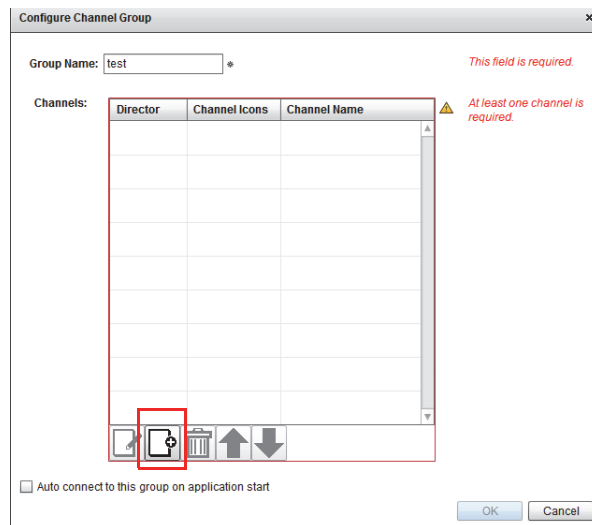 Configure Channel Group
×
Group Name: test * This field is required.
Channels: Director Channel Icons Channel Name At least one channel is
required.
Auto connect to this group on application start
OK Cancel